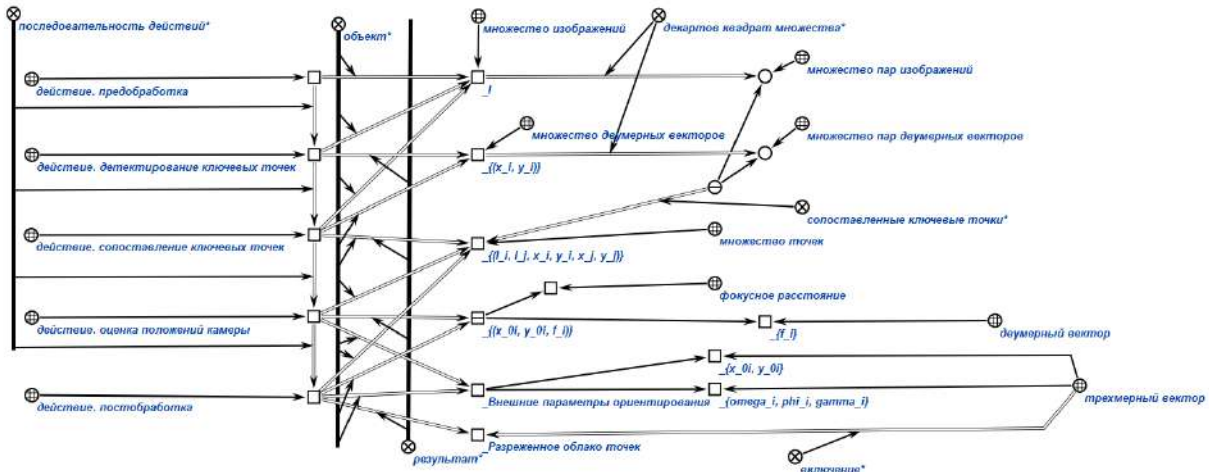 последовательность действий*
объект*
множество изображений
декартов квадрат множества*
действие. предобработка
_I
множество пар изображений
действие. детектирование ключевых точек
множество двумерных векторов
_{(x_i, y_i)}
множество пар двумерных векторов
действие. сопоставление ключевых точек
сопоставленные ключевые точки*
множество точек
_{(I_i, I_j, x_i, y_i, x_j, y_j)}
фокусное расстояние
действие. оценка положений камеры
_{(x_0i, y_0i, f_i)}
_{f_i}
двумерный вектор
_{x_0i, y_0i}
действие. постобработка
_Внешние параметры ориентирования
_{omega_i, phi_i, gamma_i}
трехмерный вектор
_Разреженное облако точек
результат*
включение*